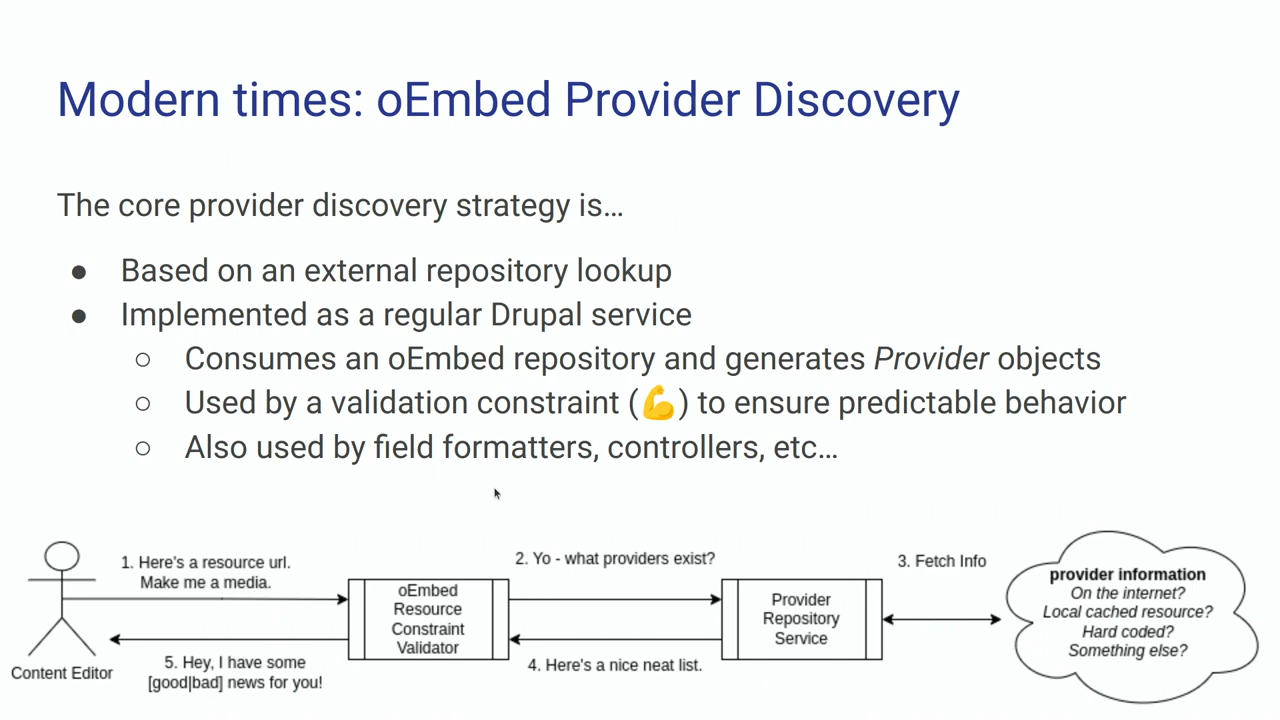 Modern times: oEmbed Provider Discovery
The core provider discovery strategy is...
● Based on an external repository lookup
● Implemented as a regular Drupal service
○ Consumes an oEmbed repository and generates Provider objects
○ Used by a validation constraint (💪) to ensure predictable behavior
○ Also used by field formatters, controllers, etc...
1. Here's a resource url.
Make me a media.
2. Yo - what providers exist?
3. Fetch Info
oEmbed
Resource
Constraint
Validator
Provider
Repository
Service
provider information
On the internet?
Local cached resource?
Hard coded?
Something else?
Content Editor
5. Hey, I have some
[good|bad] news for you!
4. Here's a nice neat list.